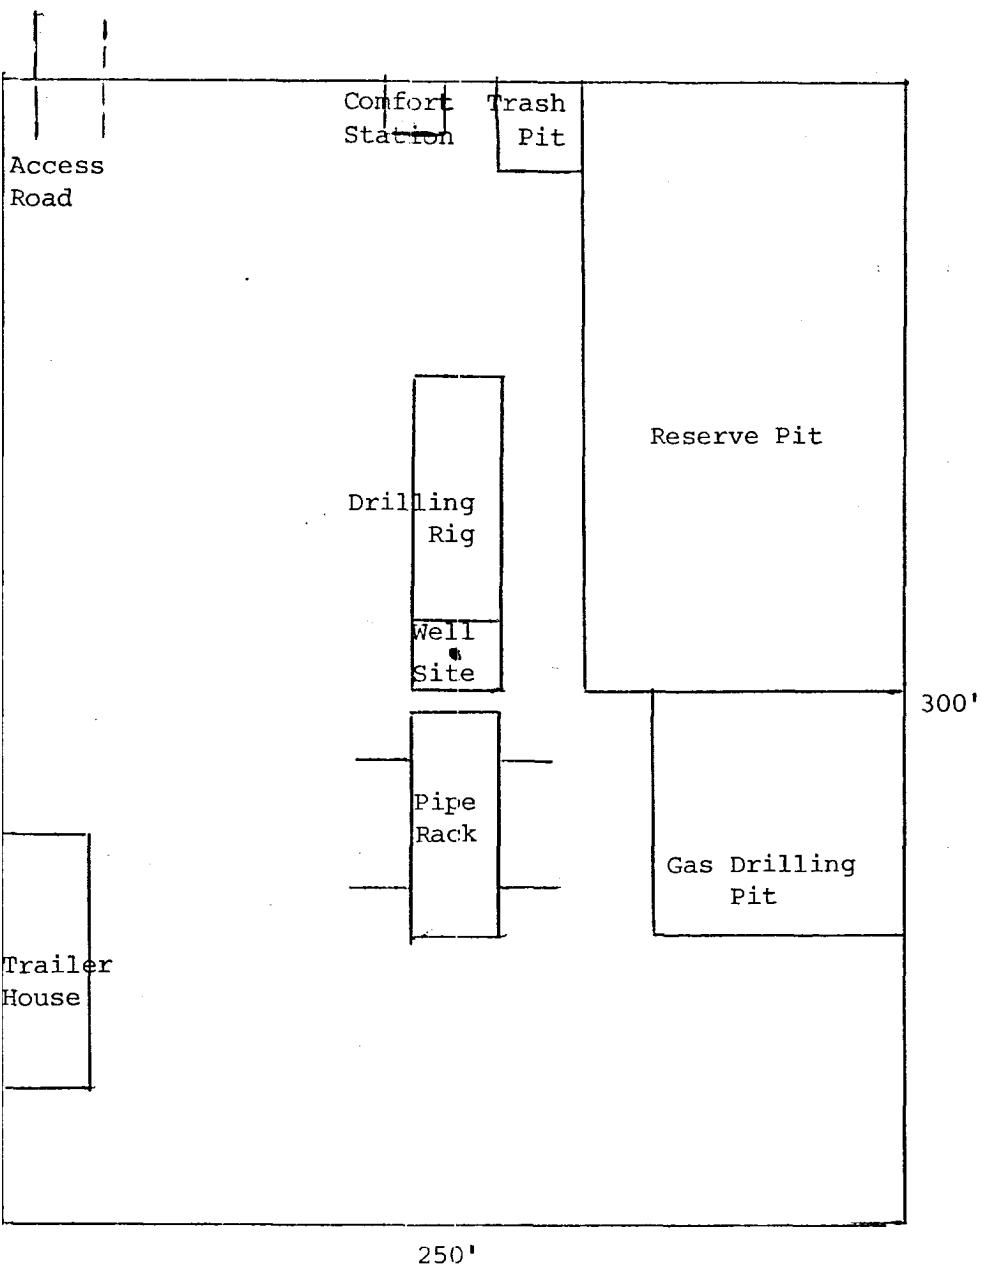 Comfort
Station
Trash
Pit
Access
Road
Reserve Pit
Drilling
Rig
Well
Site
300'
Pipe
Rack
Gas Drilling
Pit
Trailer
House
250'